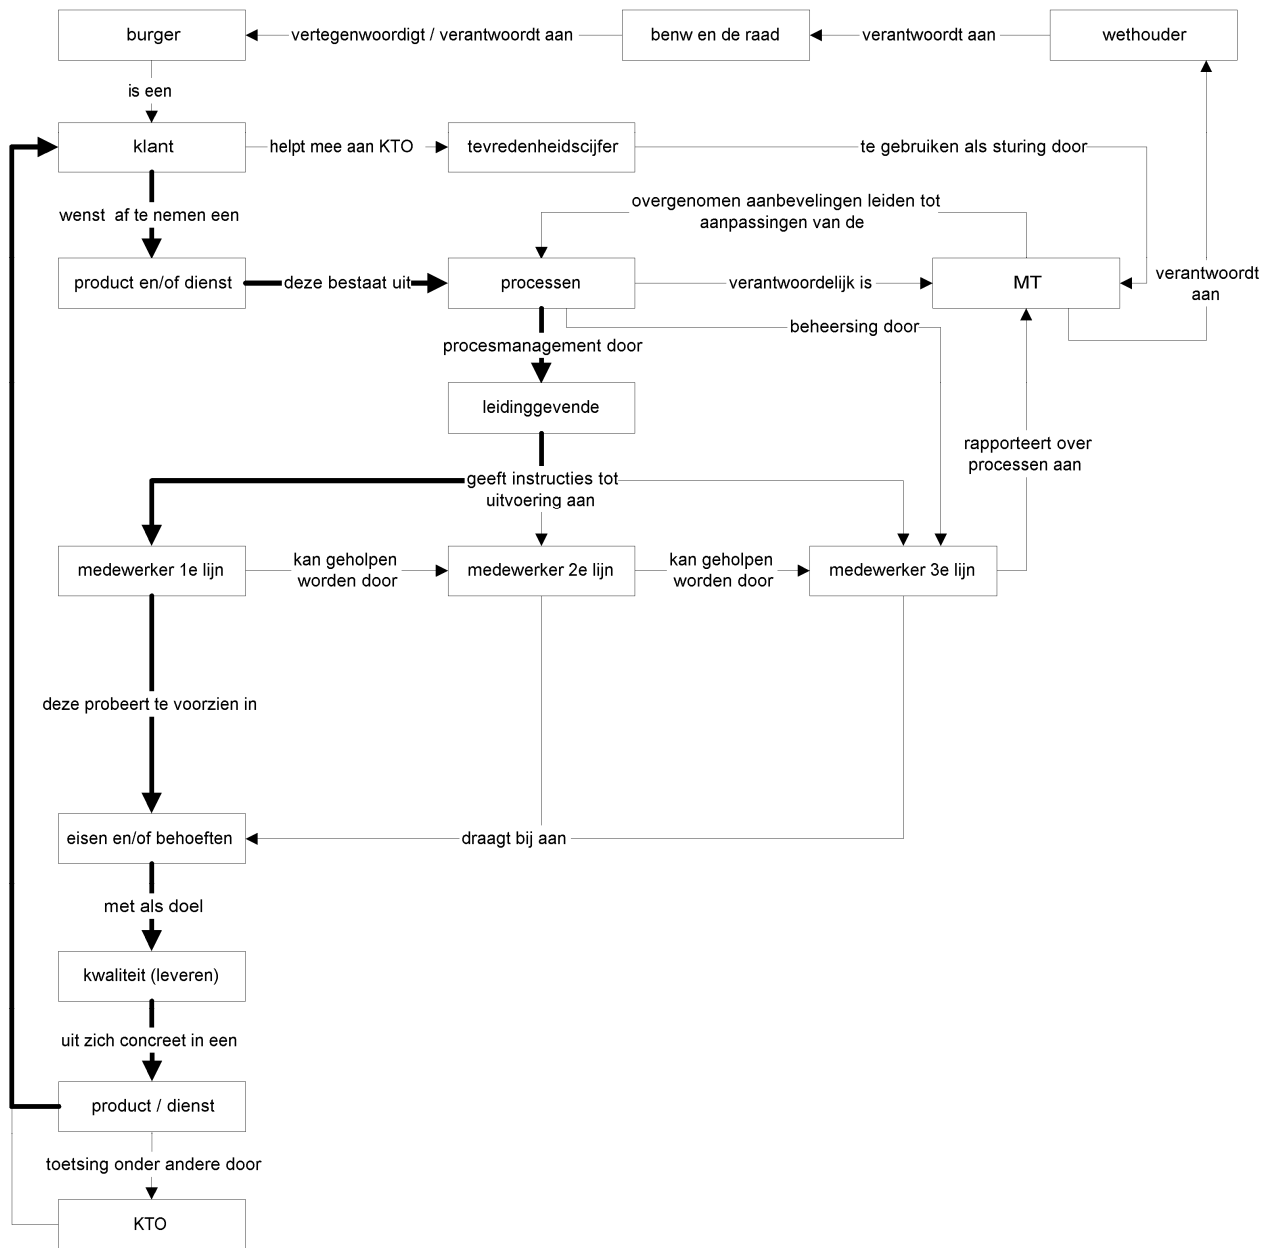 burger
vertegenwoordigt / verantwoordt aan
benw en de raad
verantwoordt aan
wethouder
is een
klant
helpt mee aan KTO
tevredenheidscijfer
te gebruiken als sturing door
overgenomen aanbevelingen leiden tot
aanpassingen van de
wenst af te nemen een
product en/of dienst
deze bestaat uit
processen
verantwoordelijk is
MT
verantwoordt
aan
beheersing door
procesmanagement door
leidinggevende
rapporteert over
processen aan
geeft instructies tot
uitvoering aan
medewerker 1e lijn
kan geholpen
worden door
medewerker 2e lijn
kan geholpen
worden door
medewerker 3e lijn
deze probeert te voorzien in
eisen en/of behoeften
draagt bij aan
met als doel
kwaliteit (leveren)
uit zich concreet in een
product / dienst
toetsing onder andere door
KTO